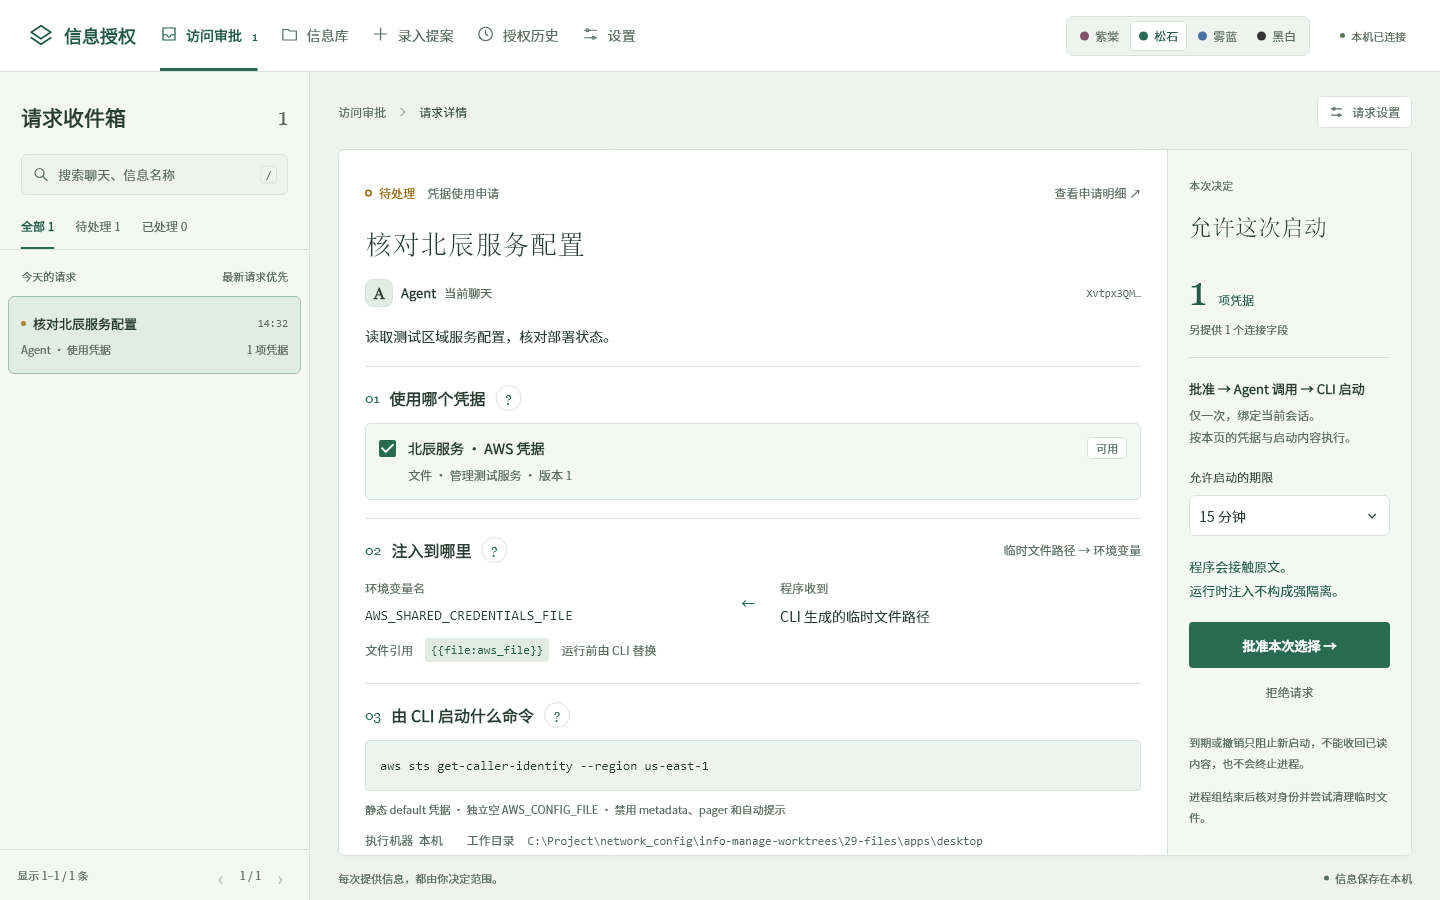 信息授权
访问审批 1
信息库
录入提案
授权历史
设置
紫棠
松石
雾蓝
黑白
本机已连接
请求收件箱 1
搜索聊天、信息名称 /
全部 1 待处理 1 已处理 0
今天的请求 最新请求优先
核对北辰服务配置 14:32
Agent · 使用凭据 1 项凭据
显示 1–1 / 1 条 ‹ 1 / 1 ›
访问审批 > 请求详情
请求设置
待处理 凭据使用申请 查看申请明细 ↗
核对北辰服务配置
A Agent 当前聊天 Xvtpx3QM…
读取测试区域服务配置，核对部署状态。
01 使用哪个凭据 ?
北辰服务 · AWS 凭据 可用
文件 · 管理测试服务 · 版本 1
02 注入到哪里 ? 临时文件路径 → 环境变量
环境变量名 ← 程序收到
AWS_SHARED_CREDENTIALS_FILE CLI 生成的临时文件路径
文件引用 {{file:aws_file}} 运行前由 CLI 替换
03 由 CLI 启动什么命令 ?
aws sts get-caller-identity --region us-east-1
静态 default 凭据 · 独立空 AWS_CONFIG_FILE · 禁用 metadata、pager 和自动提示
执行机器 本机 工作目录 C:\Project\network_config\info-manage-worktrees\29-files\apps\desktop
本次决定
允许这次启动
1 项凭据
另提供 1 个连接字段
批准 → Agent 调用 → CLI 启动
仅一次，绑定当前会话。
按本页的凭据与启动内容执行。
允许启动的期限
15 分钟
程序会接触原文。
运行时注入不构成强隔离。
批准本次选择 →
拒绝请求
到期或撤销只阻止新启动，不能收回已读
内容，也不会终止进程。
进程组结束后核对身份并尝试清理临时文
件。
每次提供信息，都由你决定范围。
信息保存在本机